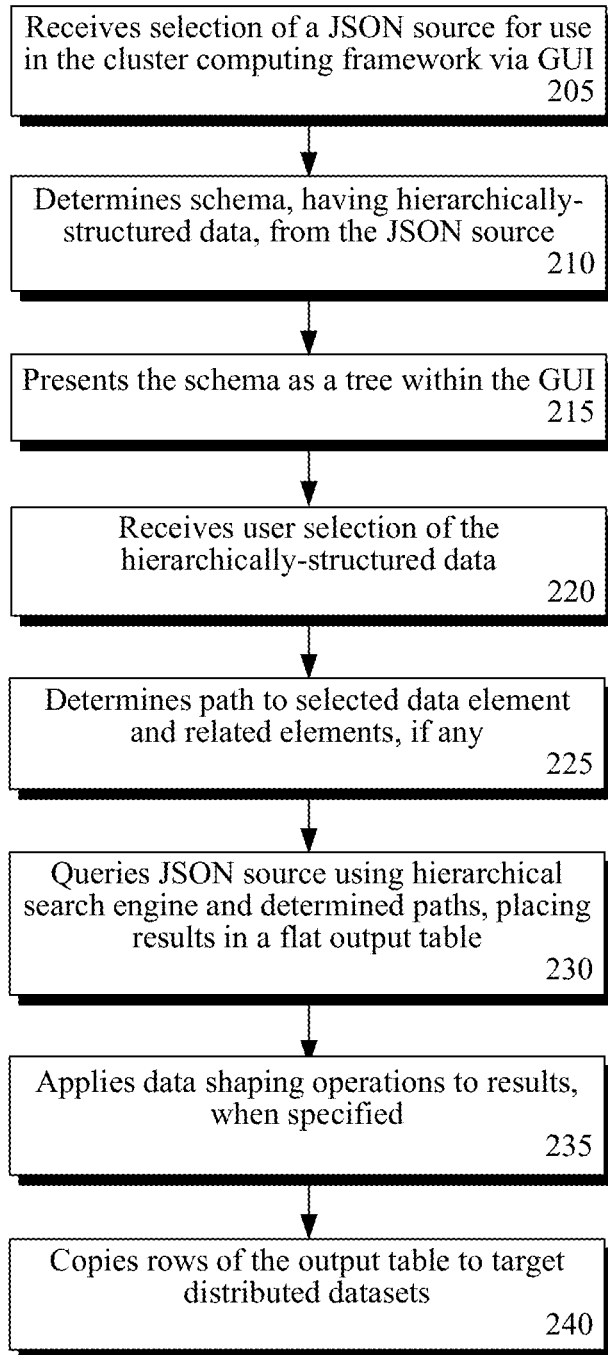 Receives selection of a JSON source for use
in the cluster computing framework via GUI
205
Determines schema, having hierarchically-
structured data, from the JSON source
210
Presents the schema as a tree within the GUI
215
Receives user selection of the
hierarchically-structured data
220
Determines path to selected data element
and related elements, if any
225
Queries JSON source using hierarchical
search engine and determined paths, placing
results in a flat output table
230
Applies data shaping operations to results,
when specified
235
Copies rows of the output table to target
distributed datasets
240